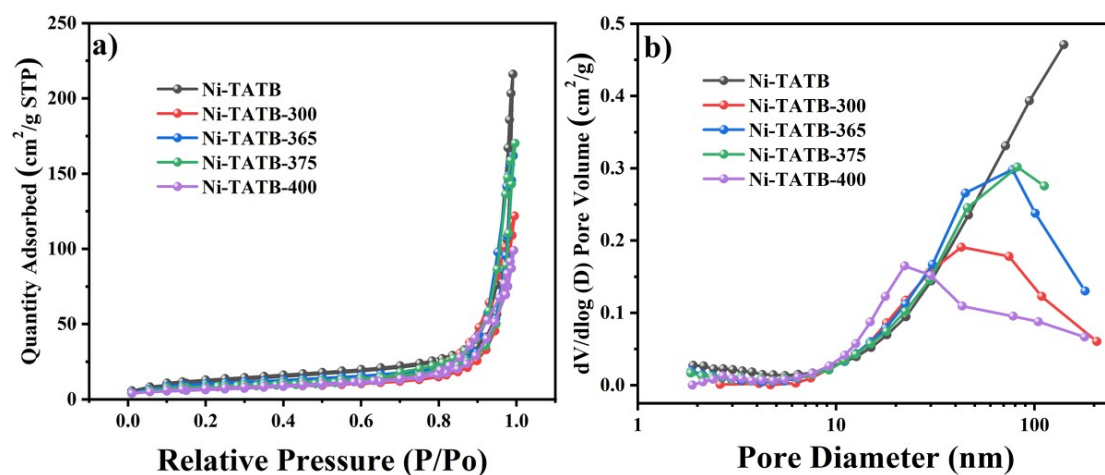 a)
Quantity Adsorbed (cm²/g STP)
250
200
150
100
50
0
Ni-TATB
Ni-TATB-300
Ni-TATB-365
Ni-TATB-375
Ni-TATB-400
0.0 0.2 0.4 0.6 0.8 1.0
Relative Pressure (P/Po)
b)
dV/dlog (D) Pore Volume (cm²/g)
0.5
0.4
0.3
0.2
0.1
0.0
Ni-TATB
Ni-TATB-300
Ni-TATB-365
Ni-TATB-375
Ni-TATB-400
1 10 100
Pore Diameter (nm)